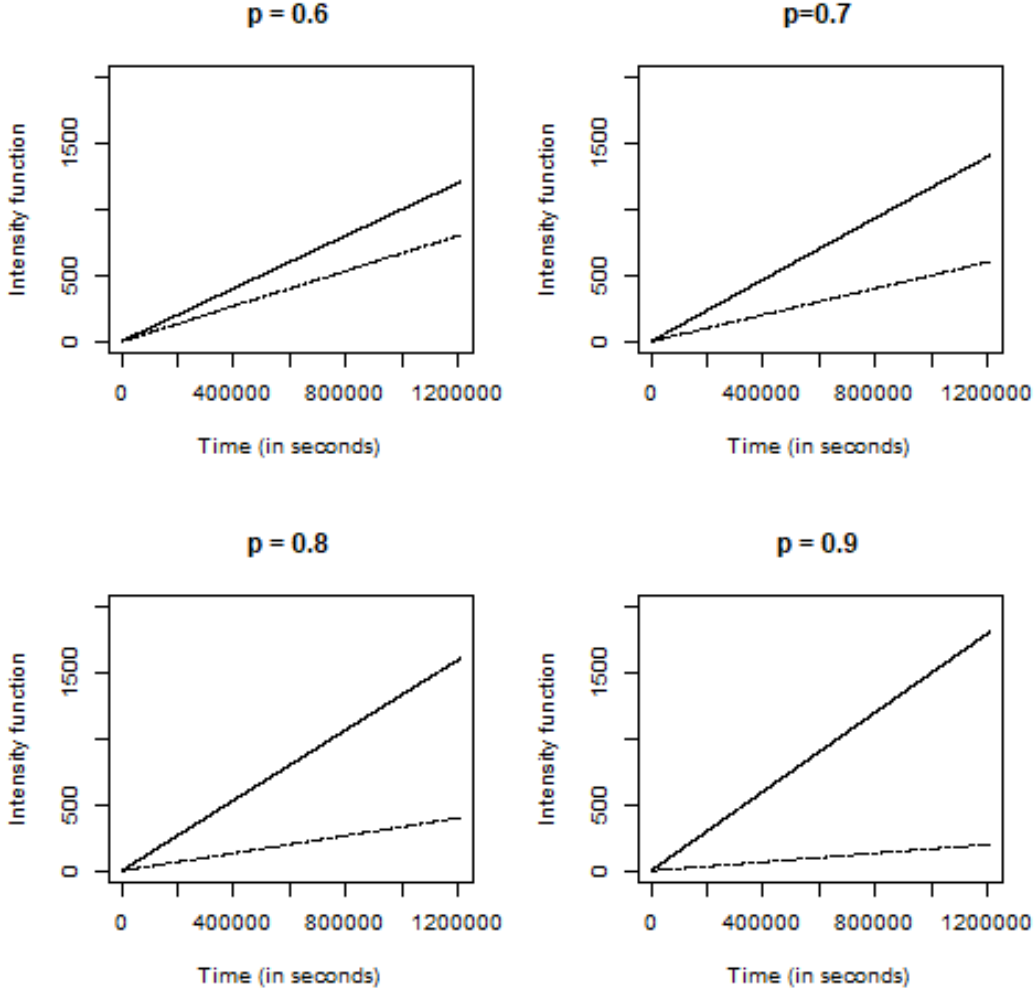 p = 0.6
Intensity function
1500
500
0
0 400000 800000 1200000
Time (in seconds)
p=0.7
Intensity function
1500
500
0
0 400000 800000 1200000
Time (in seconds)
p = 0.8
Intensity function
1500
500
0
0 400000 800000 1200000
Time (in seconds)
p = 0.9
Intensity function
1500
500
0
0 400000 800000 1200000
Time (in seconds)